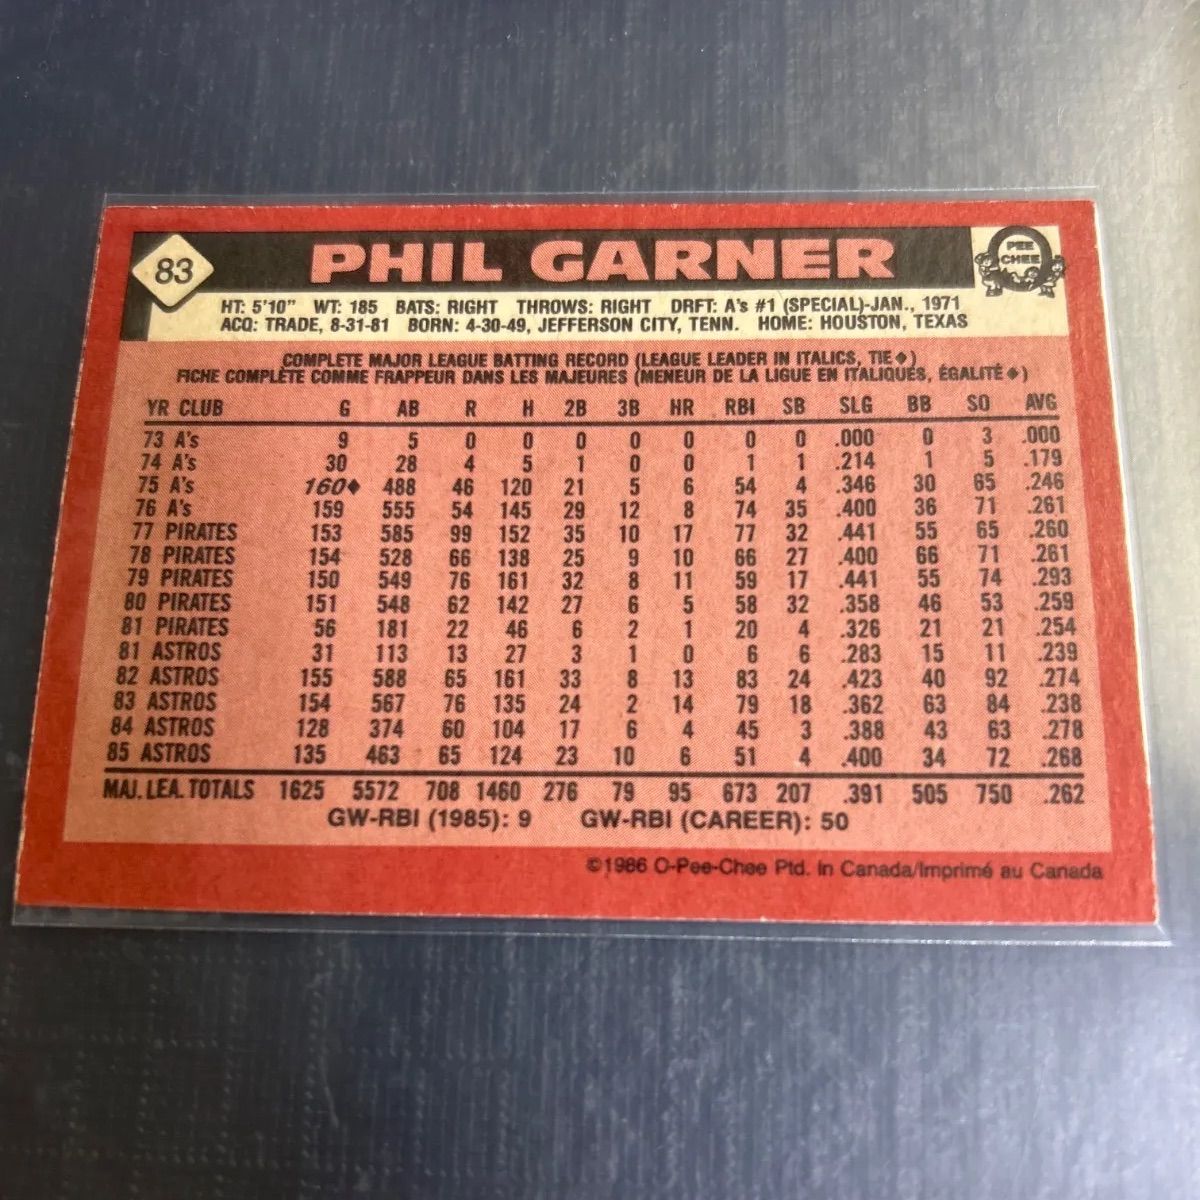 83
PHIL GARNER
PEE
CHEE
HT: 5'10" WT: 185 BATS: RIGHT THROWS: RIGHT DRFT: A's #1 (SPECIAL)-JAN., 1971
ACQ: TRADE, 8-31-81 BORN: 4-30-49, JEFFERSON CITY, TENN. HOME: HOUSTON, TEXAS
COMPLETE MAJOR LEAGUE BATTING RECORD (LEAGUE LEADER IN ITALICS, TIE ♦)
FICHE COMPLÈTE COMME FRAPPEUR DANS LES MAJEURES (MENEUR DE LA LIGUE EN ITALIQUES, ÉGALITÉ ♦)
YR CLUB G AB R H 2B 3B HR RBI SB SLG BB SO AVG
73 A's 9 5 0 0 0 0 0 0 0 .000 0 3 .000
74 A's 30 28 4 5 1 0 0 1 1 .214 1 5 .179
75 A's 160♦ 488 46 120 21 5 6 54 4 .346 30 65 .246
76 A's 159 555 54 145 29 12 8 74 35 .400 36 71 .261
77 PIRATES 153 585 99 152 35 10 17 77 32 .441 55 65 .260
78 PIRATES 154 528 66 138 25 9 10 66 27 .400 66 71 .261
79 PIRATES 150 549 76 161 32 8 11 59 17 .441 55 74 .293
80 PIRATES 151 548 62 142 27 6 5 58 32 .358 46 53 .259
81 PIRATES 56 181 22 46 6 2 1 20 4 .326 21 21 .254
81 ASTROS 31 113 13 27 3 1 0 6 6 .283 15 11 .239
82 ASTROS 155 588 65 161 33 8 13 83 24 .423 40 92 .274
83 ASTROS 154 567 76 135 24 2 14 79 18 .362 63 84 .238
84 ASTROS 128 374 60 104 17 6 4 45 3 .388 43 63 .278
85 ASTROS 135 463 65 124 23 10 6 51 4 .400 34 72 .268
MAJ. LEA. TOTALS 1625 5572 708 1460 276 79 95 673 207 .391 505 750 .262
GW-RBI (1985): 9 GW-RBI (CAREER): 50
©1986 O-Pee-Chee Ptd. in Canada/Imprimé au Canada